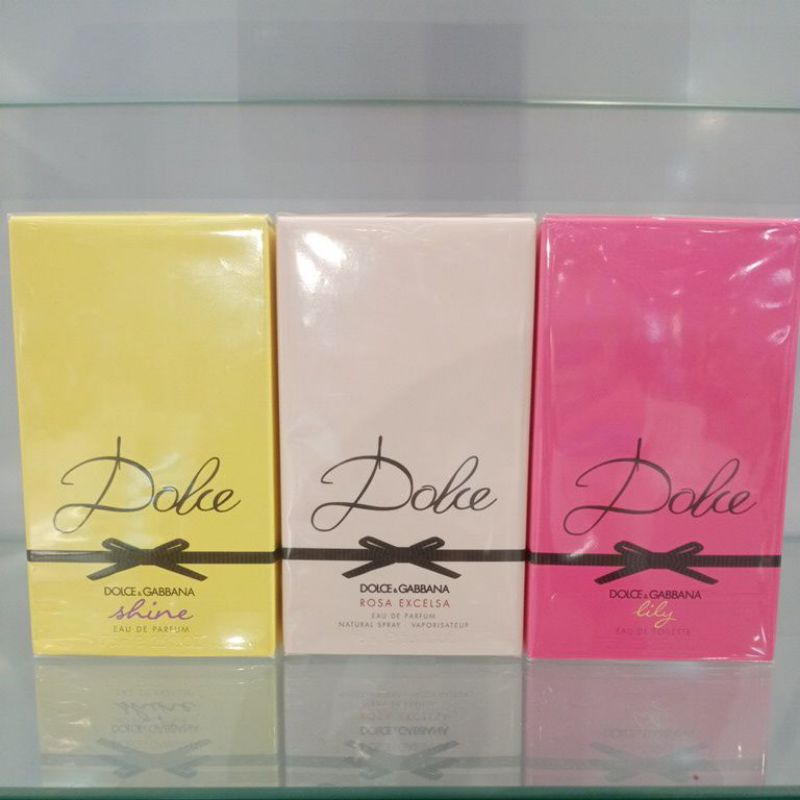 Dolce
DOLCE & GABBANA
shine
EAU DE PARFUM
Dolce
DOLCE & GABBANA
ROSA EXCELSA
EAU DE PARFUM
NATURAL SPRAY - VAPORISATEUR
Dolce
DOLCE & GABBANA
lily
EAU DE TOILETTE